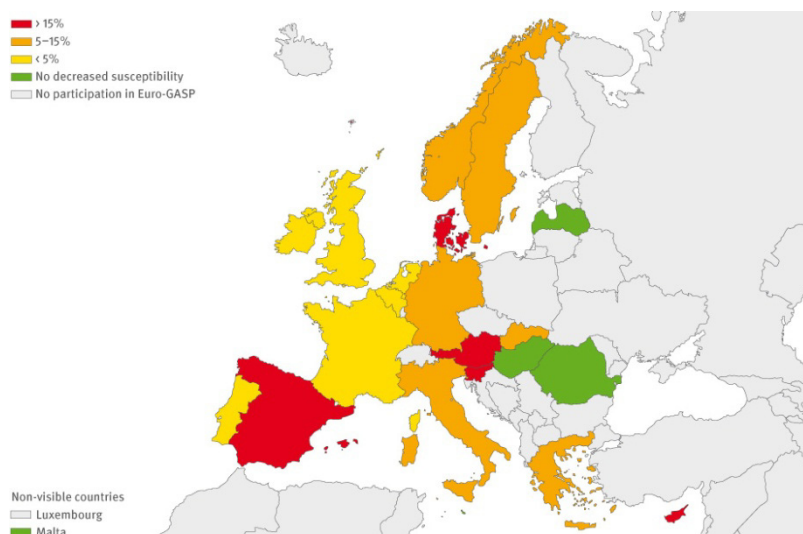 > 15%
5–15%
< 5%
No decreased susceptibility
No participation in Euro-GASP
Non-visible countries
Luxembourg
Malta